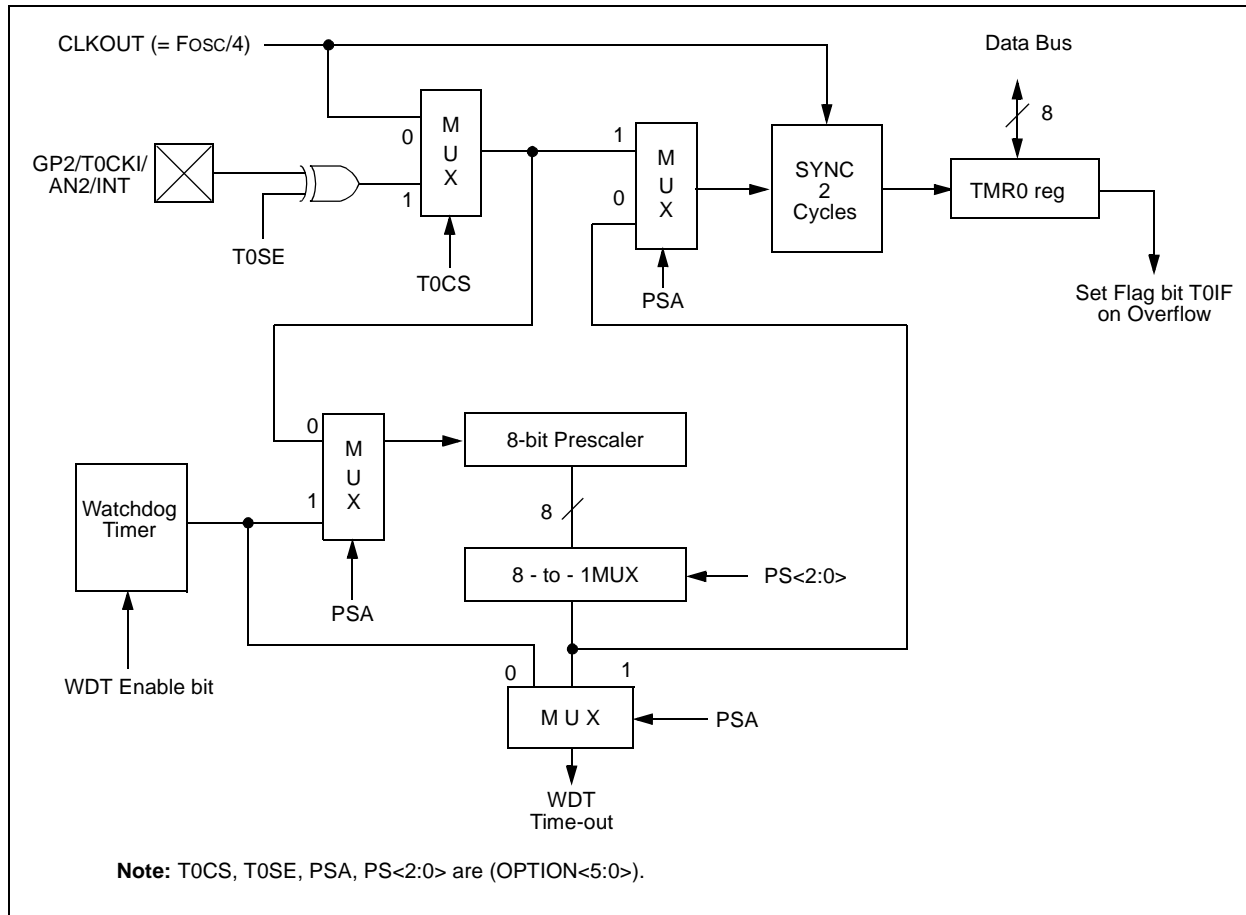 CLKOUT (= FOSC/4)
Data Bus
8
0
M
U
X
1
GP2/T0CKI/
AN2/INT
T0SE
T0CS
1
0
M
U
X
PSA
SYNC
2
Cycles
TMR0 reg
Set Flag bit T0IF
on Overflow
0
1
M
U
X
PSA
8-bit Prescaler
8
8 - to - 1MUX
PS<2:0>
Watchdog
Timer
WDT Enable bit
0
1
M U X
PSA
WDT
Time-out
Note: T0CS, T0SE, PSA, PS<2:0> are (OPTION<5:0>).